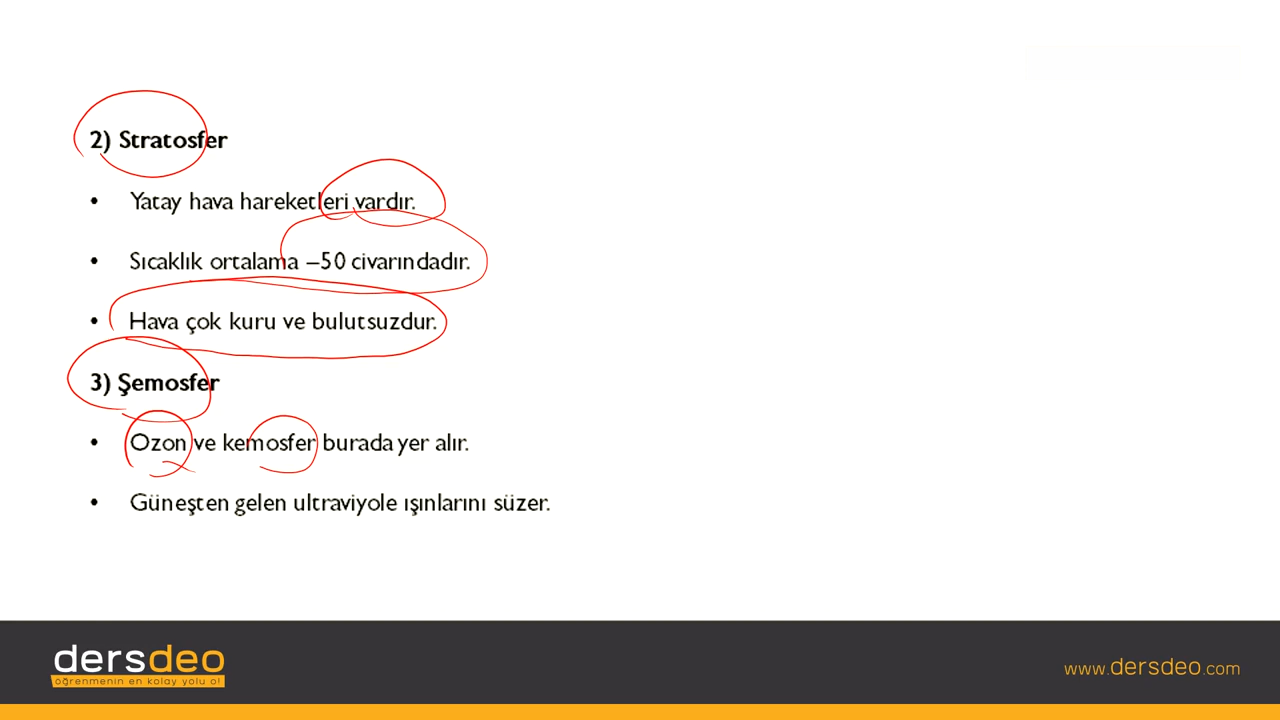 2) Stratosfer
• Yatay hava hareketleri vardır.
• Sıcaklık ortalama –50 civarındadır.
• Hava çok kuru ve bulutsuzdur.
3) Şemosfer
• Ozon ve kemosfer burada yer alır.
• Güneşten gelen ultraviyole ışınlarını süzer.
dersdeo
öğrenmenin en kolay yolu o!
www.dersdeo.com